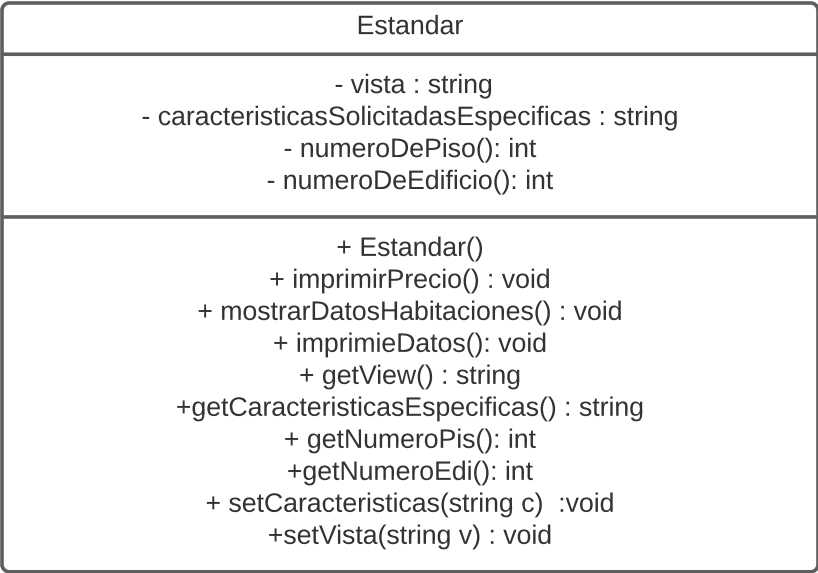 Estandar
- vista : string
- caracteristicasSolicitadasEspecificas : string
- numeroDePiso(): int
- numeroDeEdificio(): int
+ Estandar()
+ imprimirPrecio() : void
+ mostrarDatosHabitaciones() : void
+ imprimieDatos(): void
+ getView() : string
+getCaracteristicasEspecificas() : string
+ getNumeroPis(): int
+getNumeroEdi(): int
+ setCaracteristicas(string c)  :void
+setVista(string v) : void